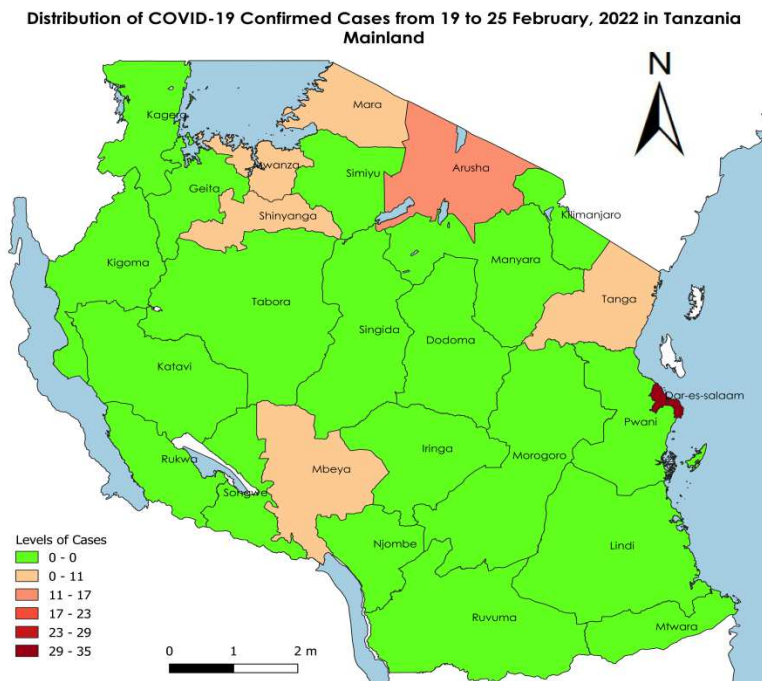 Distribution of COVID-19 Confirmed Cases from 19 to 25 February, 2022 in Tanzania
Mainland
N
Mara
Kagera
Mwanza
Arusha
Simiyu
Geita
Shinyanga
Kilimanjaro
Kigoma
Manyara
Tabora
Tanga
Singida
Dodoma
Katavi
Dar-es-salaam
Pwani
Iringa
Morogoro
Rukwa
Mbeya
Songwe
Njombe
Lindi
Ruvuma
Mtwara
Levels of Cases
0 - 0
0 - 11
11 - 17
17 - 23
23 - 29
29 - 35
0 1 2 m